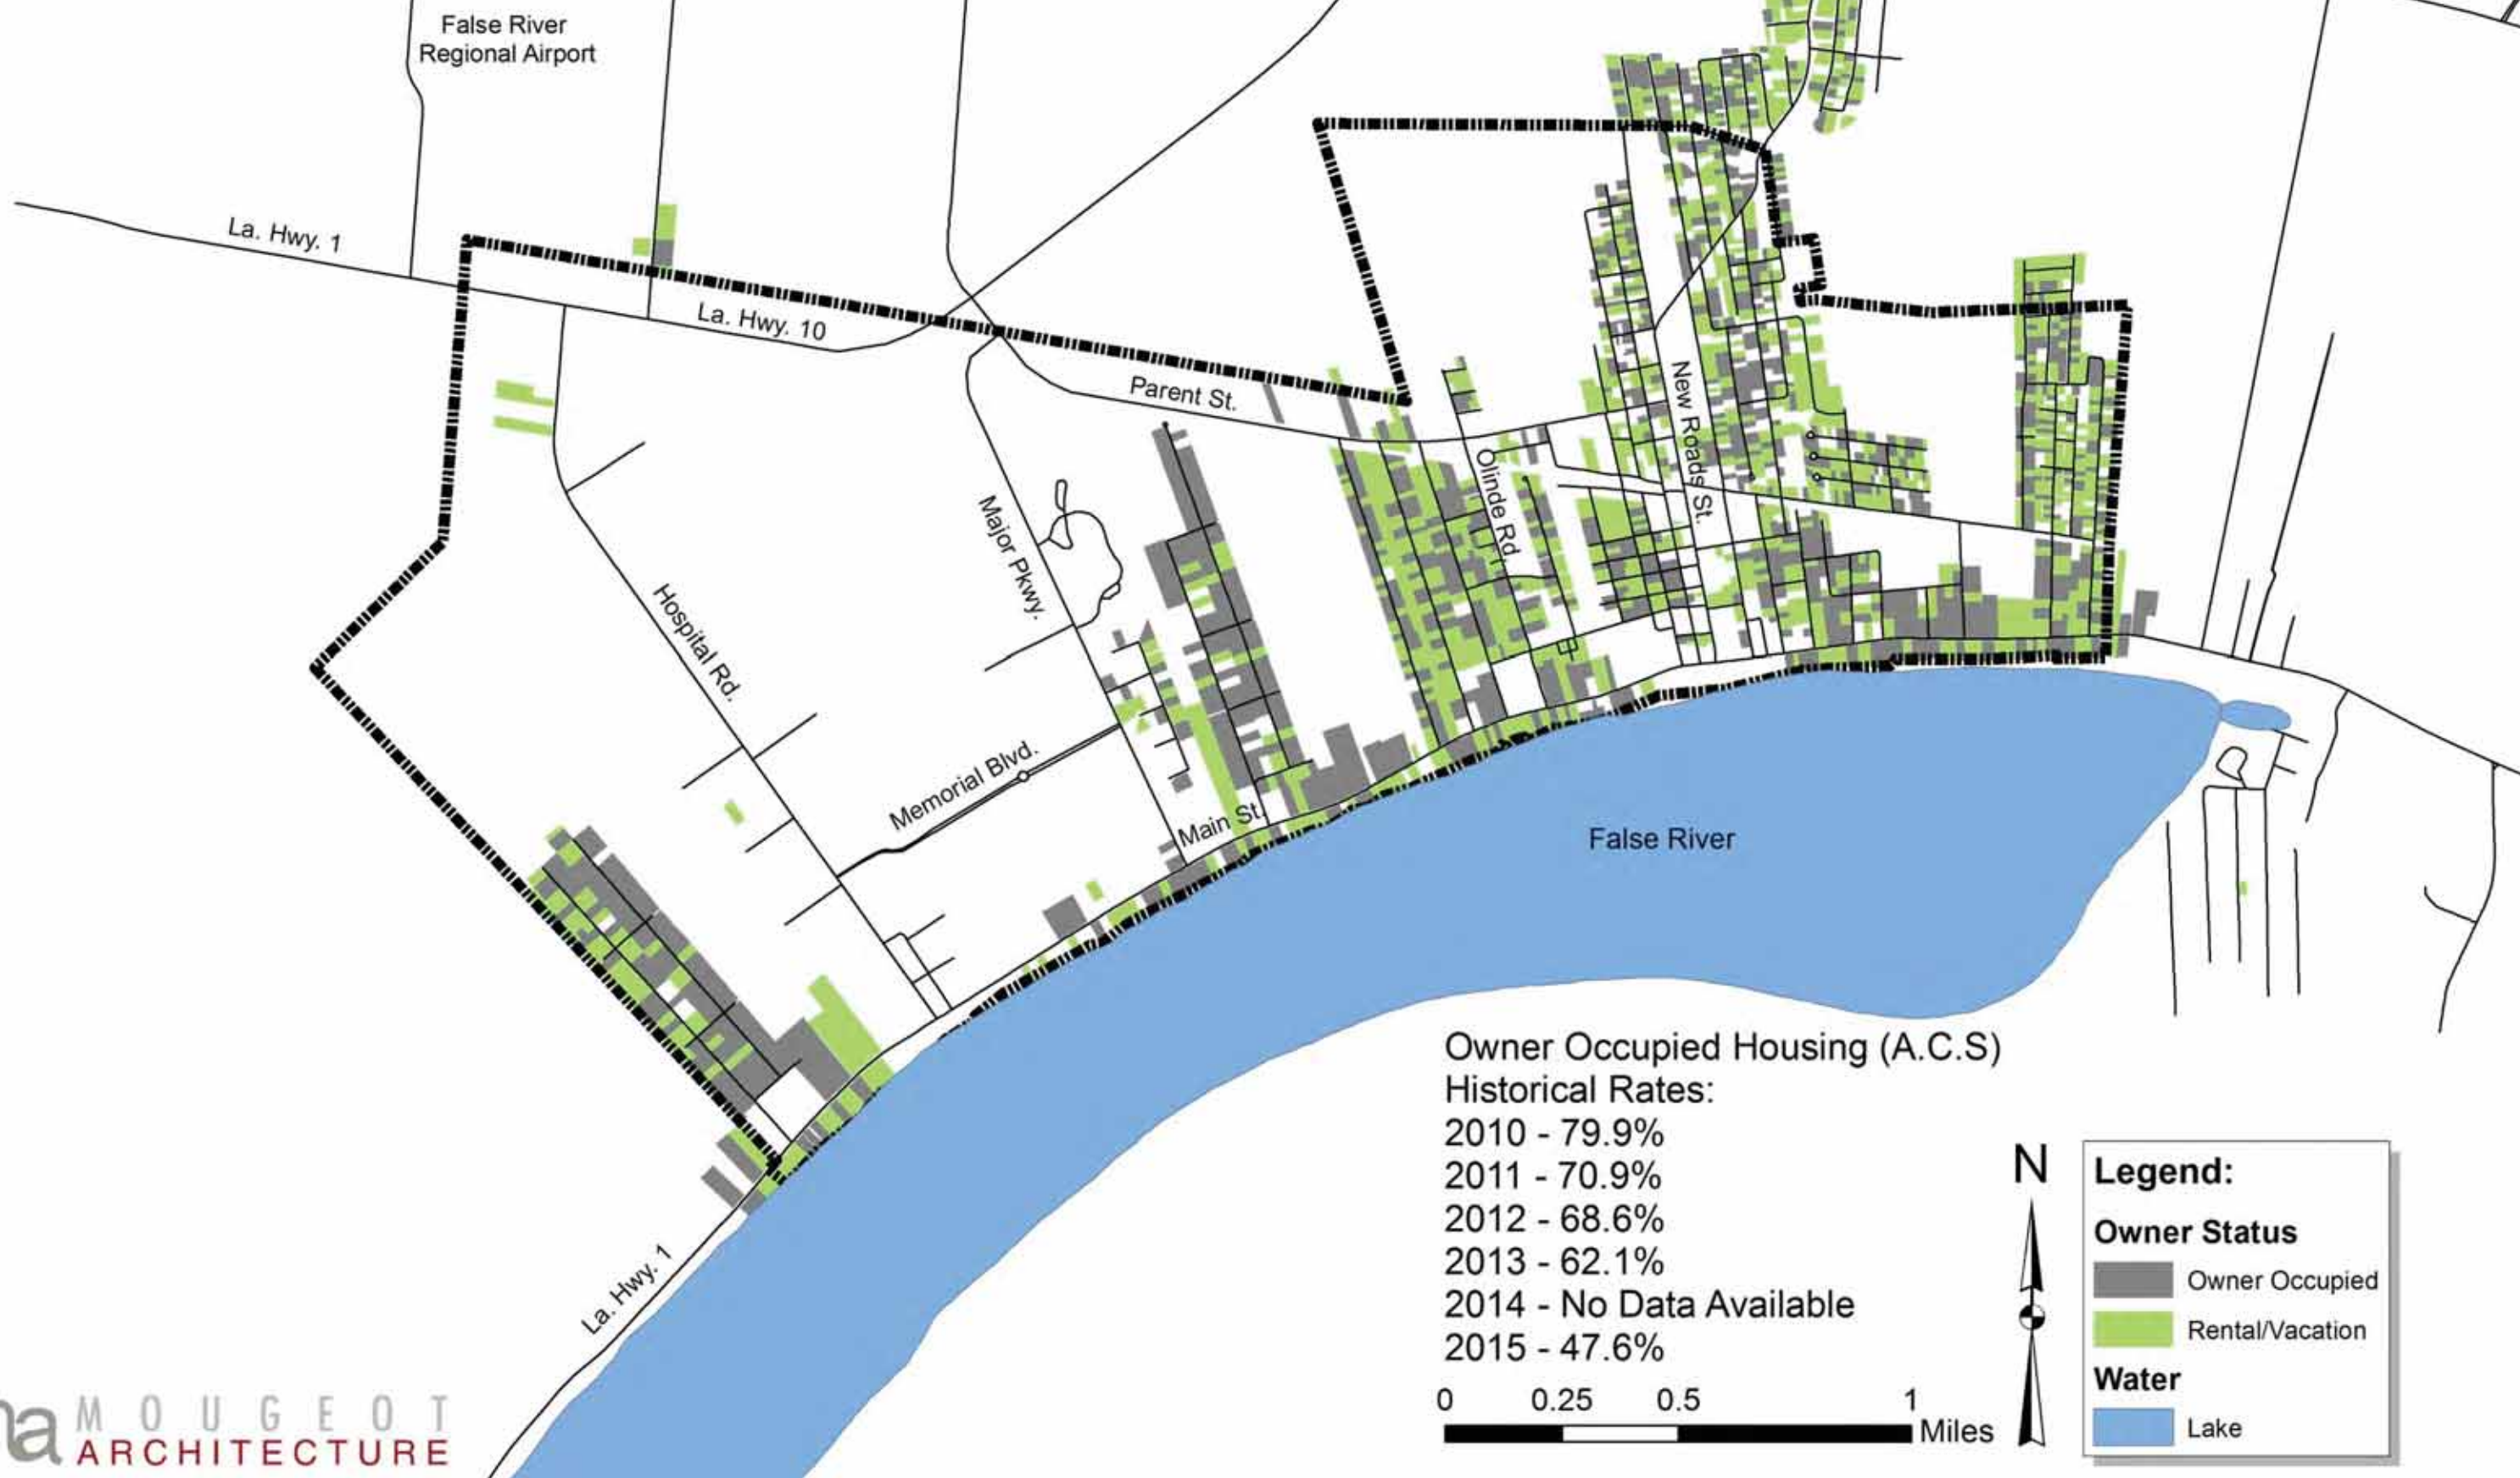 False River
Regional Airport
La. Hwy. 1
La. Hwy. 10
Parent St.
New Roads St.
Olinde Rd
Major Pkwy.
Hospital Rd.
Memorial Blvd.
Main St.
False River
La. Hwy. 1
Owner Occupied Housing (A.C.S)
Historical Rates:
2010 - 79.9%
2011 - 70.9%
2012 - 68.6%
2013 - 62.1%
2014 - No Data Available
2015 - 47.6%
0 0.25 0.5 1
Miles
N
Legend:
Owner Status
Owner Occupied
Rental/Vacation
Water
Lake
MOUGEOT
ARCHITECTURE